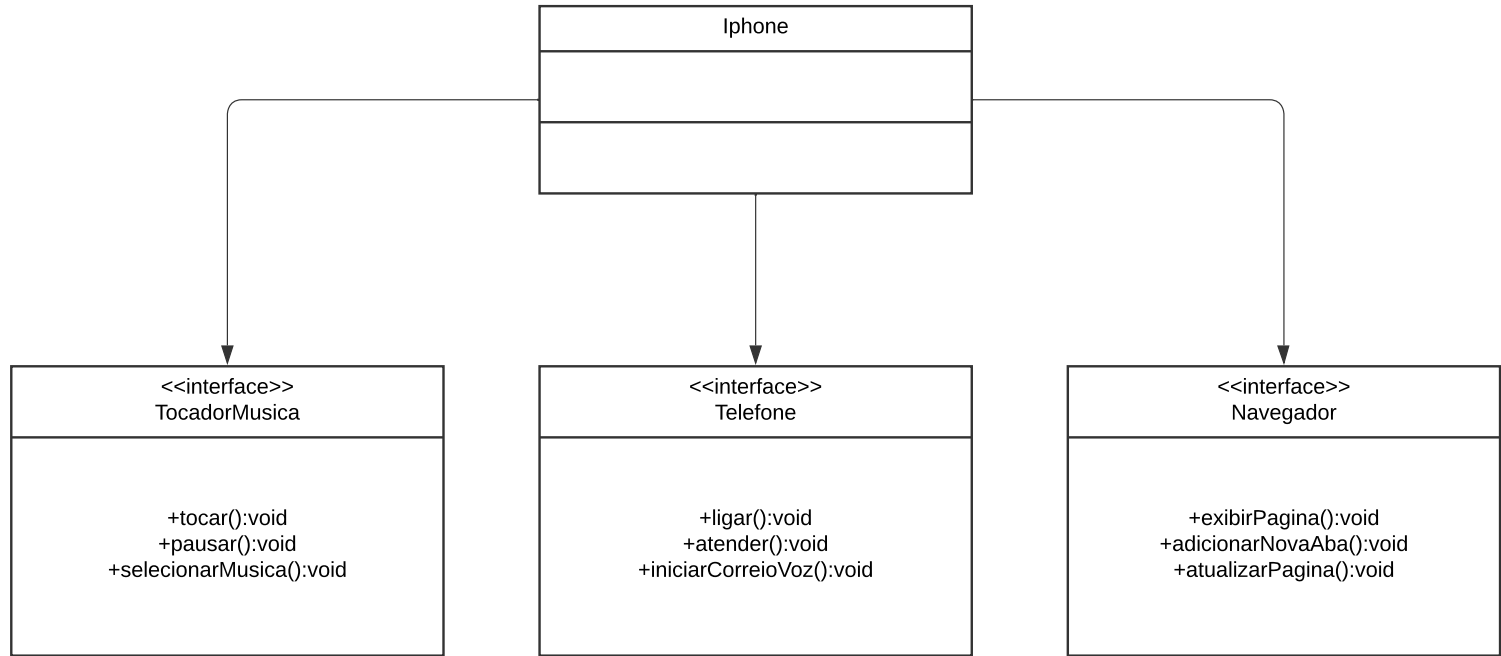 Iphone
<<interface>>
TocadorMusica
+tocar():void
+pausar():void
+selecionarMusica():void
<<interface>>
Telefone
+ligar():void
+atender():void
+iniciarCorreioVoz():void
<<interface>>
Navegador
+exibirPagina():void
+adicionarNovaAba():void
+atualizarPagina():void